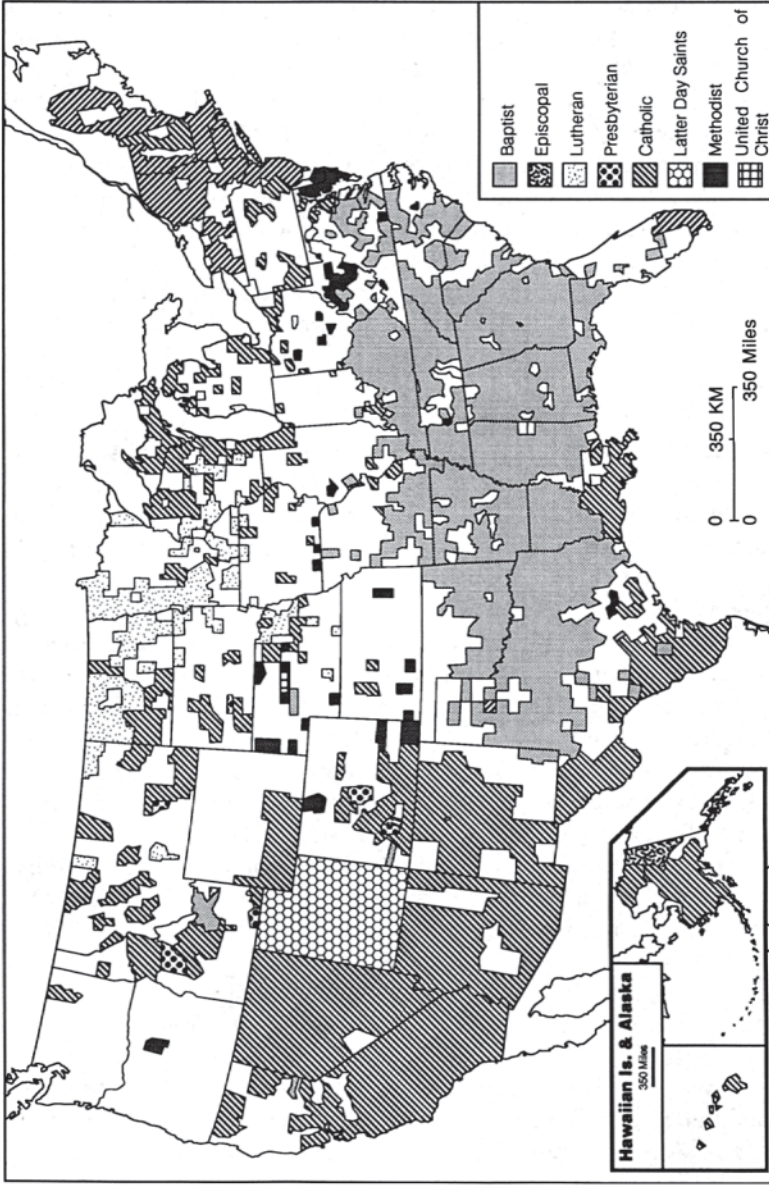 Baptist
Episcopal
Lutheran
Presbyterian
Catholic
Latter Day Saints
Methodist
United Church of
Christ
0 350 KM
0 350 Miles
Hawaiian Is. & Alaska
350 Miles